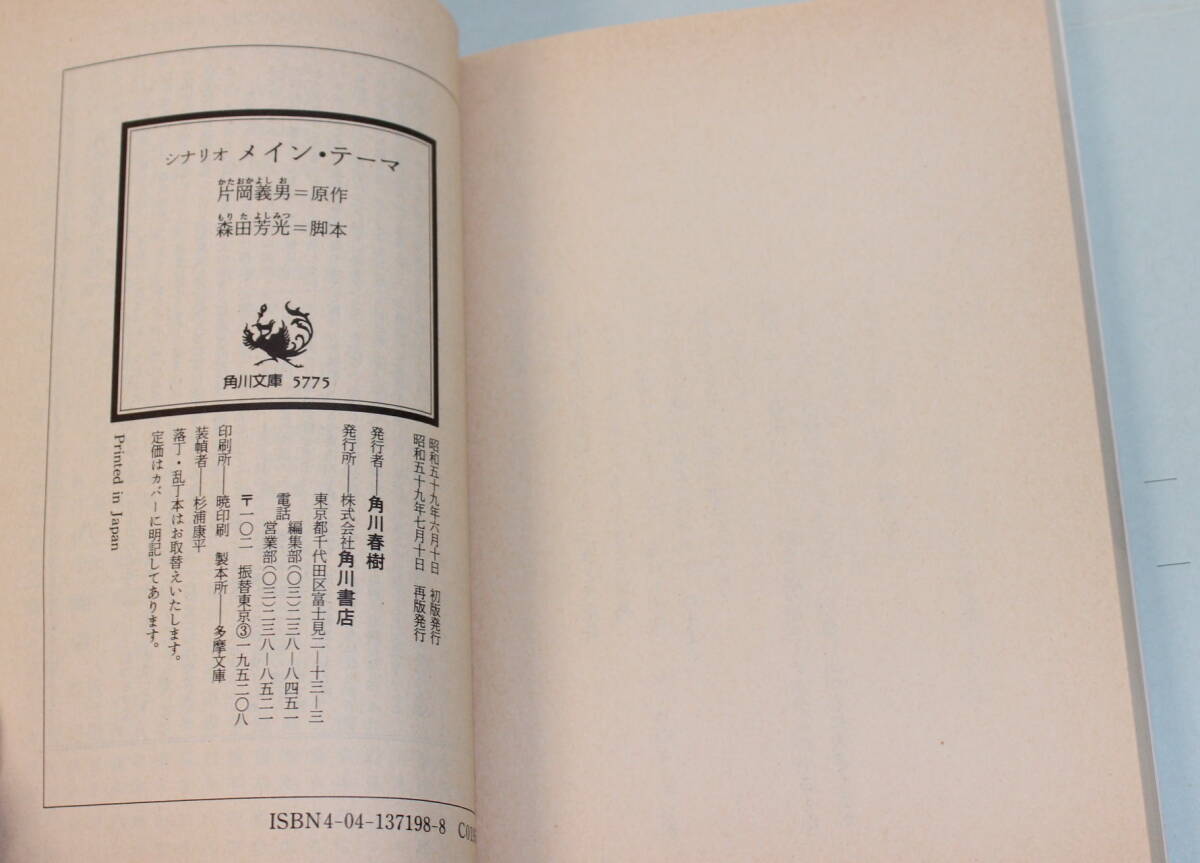 シナリオ メイン・テーマ
かたおかよしお
片岡義男＝原作
もりたよしみつ
森田芳光＝脚本
角川文庫 5775
昭和五十九年六月十日 初版発行
昭和五十九年七月十日 再版発行
発行者──角川春樹
発行所──株式会社角川書店
東京都千代田区富士見二―十三―三
電話 編集部(〇三)二三八―八四五一
営業部(〇三)二三八―八五二一
〒一〇二 振替東京③一九五二〇八
印刷所──暁印刷 製本所──多摩文庫
装幀者──杉浦康平
落丁・乱丁本はお取替えいたします。
定価はカバーに明記してあります。
Printed in Japan
ISBN4-04-137198-8